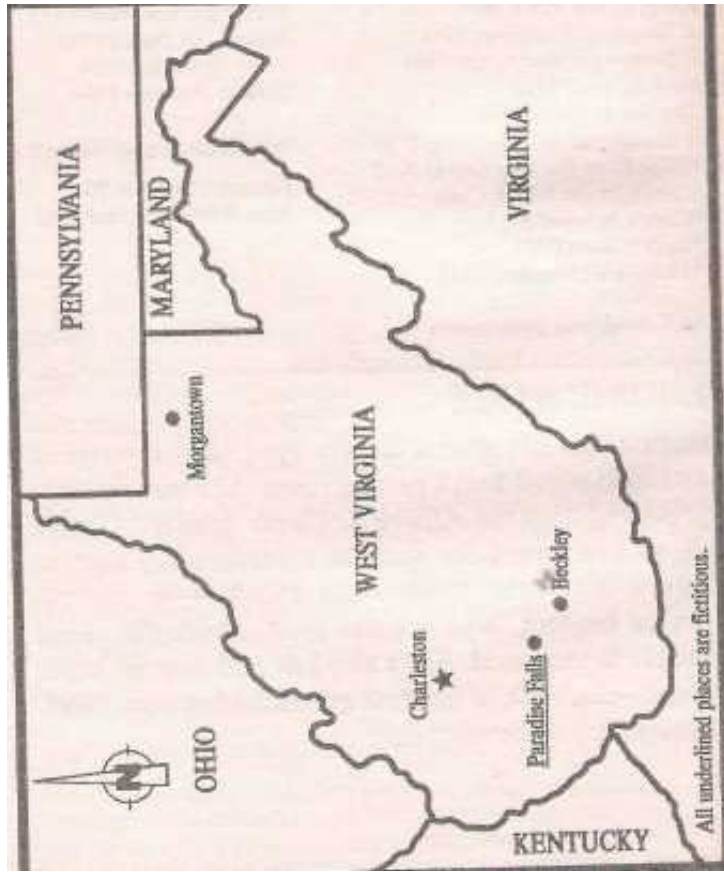 N
OHIO
PENNSYLVANIA
MARYLAND
Morgantown
WEST VIRGINIA
Charleston
Paradise Falls
Beckley
VIRGINIA
KENTUCKY
All underlined places are fictitious.